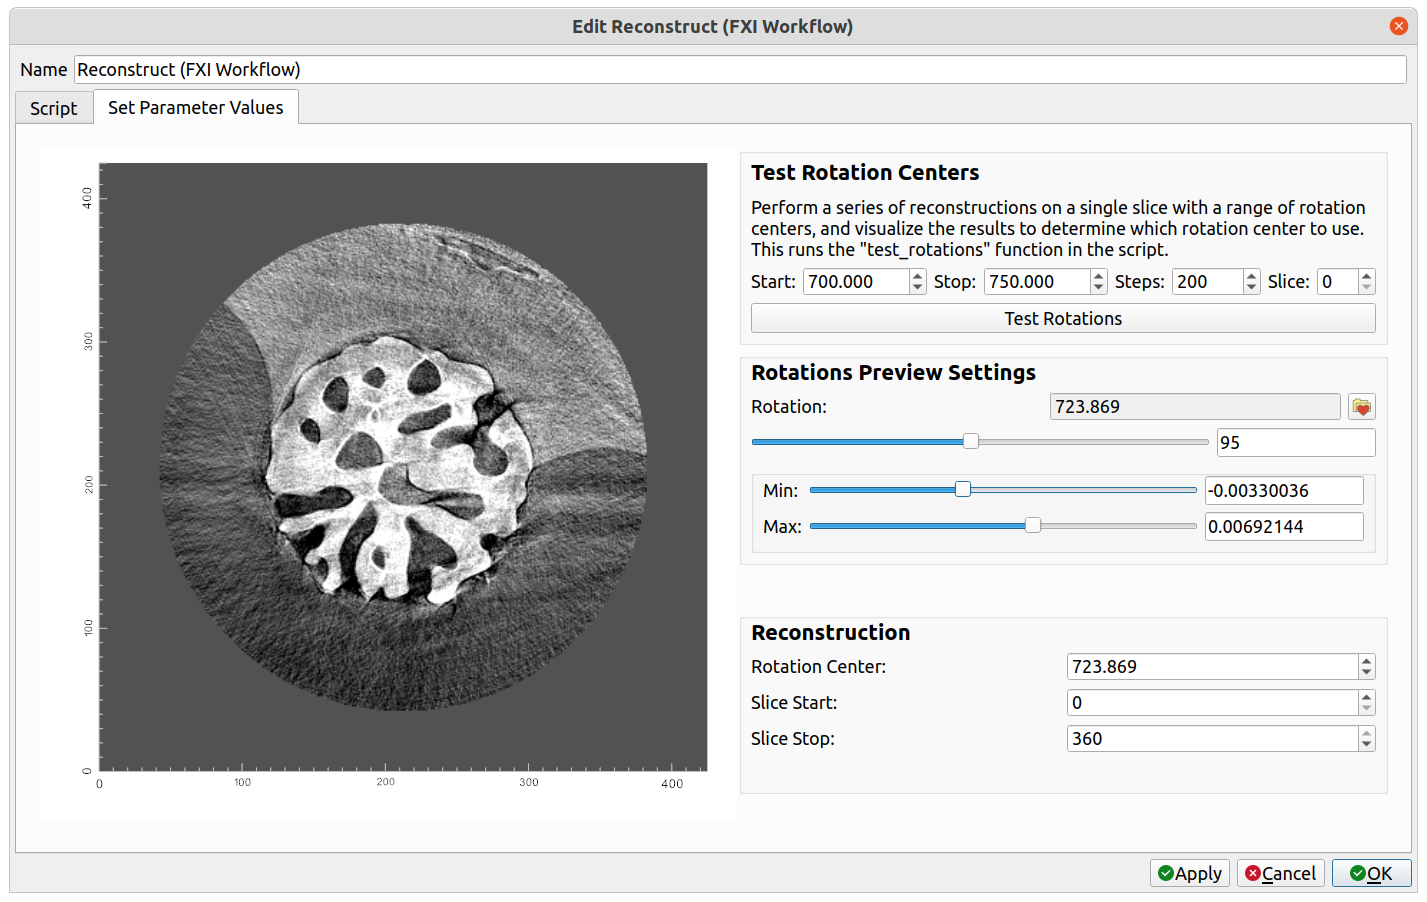 Edit Reconstruct (FXI Workflow)
Name Reconstruct (FXI Workflow)
Script Set Parameter Values
400
300
200
100
0
0 100 200 300 400
Test Rotation Centers
Perform a series of reconstructions on a single slice with a range of rotation
centers, and visualize the results to determine which rotation center to use.
This runs the "test_rotations" function in the script.
Start: 700.000 Stop: 750.000 Steps: 200 Slice: 0
Test Rotations
Rotations Preview Settings
Rotation: 723.869
95
Min: -0.00330036
Max: 0.00692144
Reconstruction
Rotation Center: 723.869
Slice Start: 0
Slice Stop: 360
Apply Cancel OK